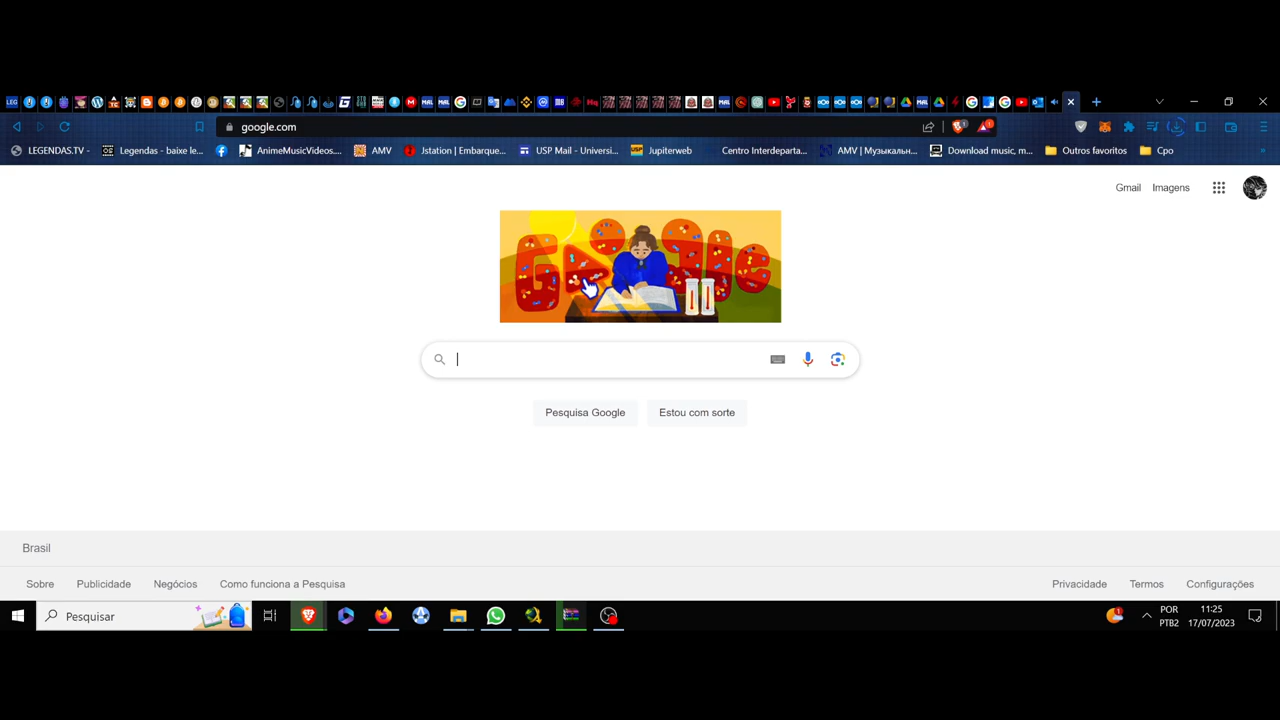 google.com
LEGENDAS.TV -
Legendas - baixe le...
AnimeMusicVideos....
AMV
Jstation | Embarque...
USP Mail - Universi...
Jupiterweb
Centro Interdeparta...
AMV | Музыкальн...
Download music, m...
Outros favoritos
Cpo
Gmail
Imagens
Pesquisa Google
Estou com sorte
Brasil
Sobre
Publicidade
Negócios
Como funciona a Pesquisa
Privacidade
Termos
Configurações
Pesquisar
POR
PTB2
11:25
17/07/2023